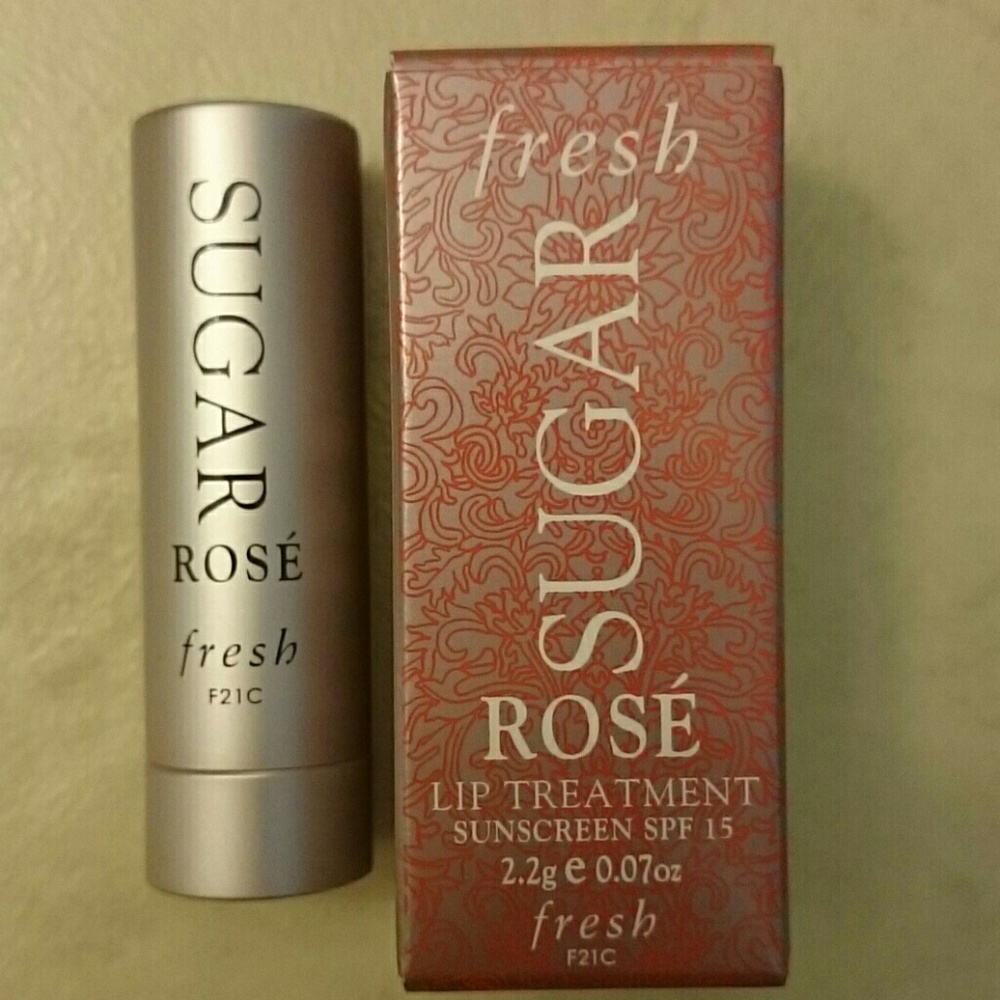 SUGAR
ROSÉ
fresh
F21C
fresh
SUGAR
ROSÉ
LIP TREATMENT
SUNSCREEN SPF 15
2.2g e 0.07oz
fresh
F21C